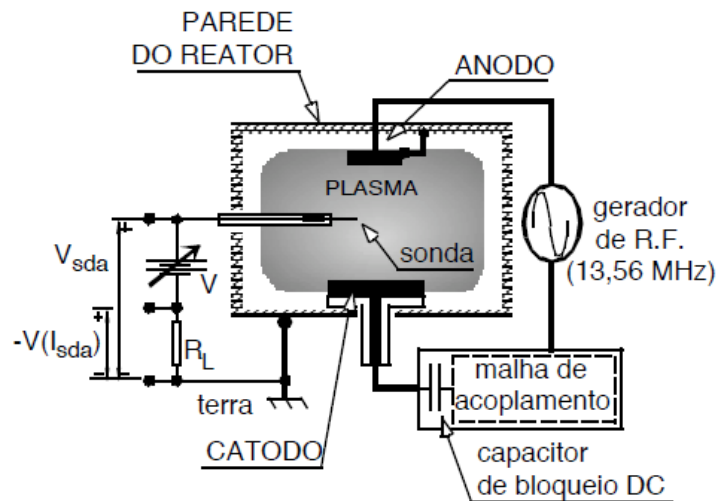 PAREDE
DO REATOR
ANODO
PLASMA
gerador
de R.F.
(13,56 MHz)
sonda
V_sda
V
-V(I_sda)
R_L
terra
malha de
acoplamento
CATODO
capacitor
de bloqueio DC